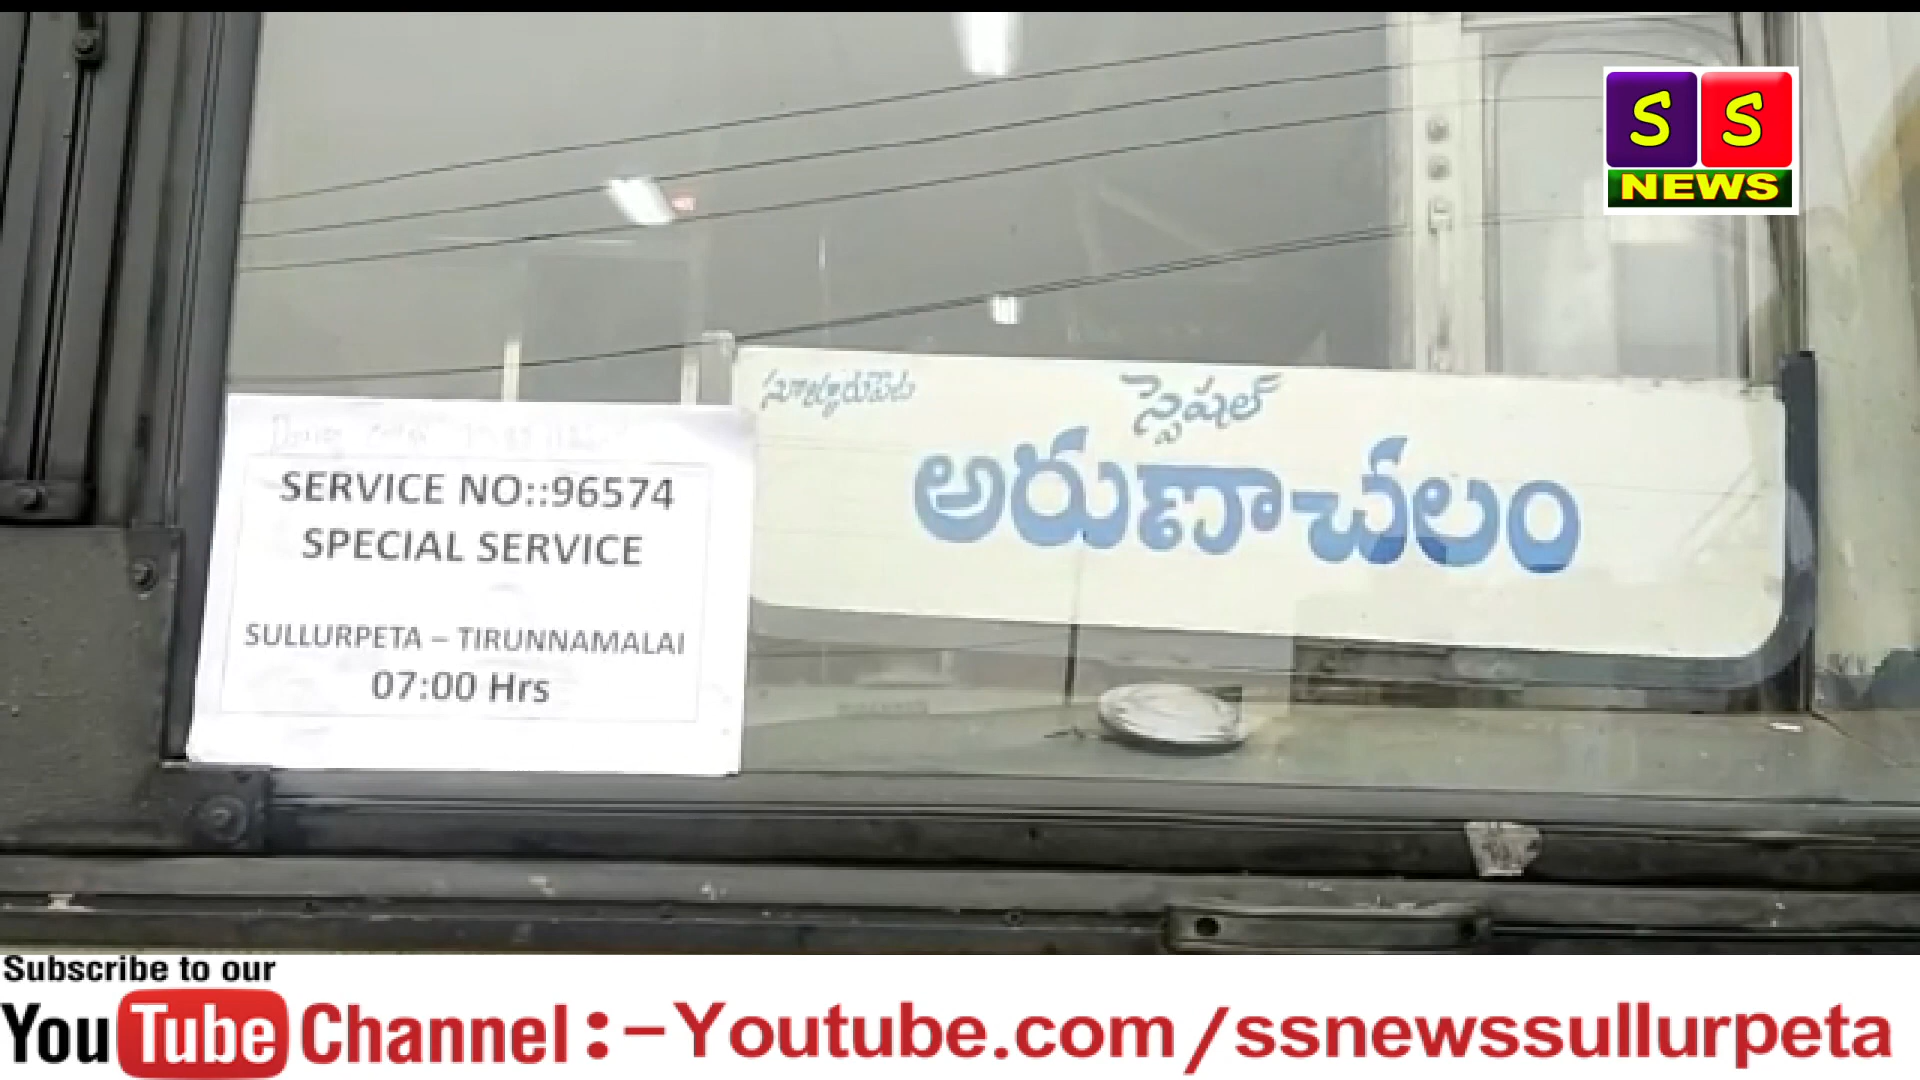 S S
NEWS
సూళ్ళూరుపేట
స్పెషల్
అరుణాచలం
SERVICE NO::96574
SPECIAL SERVICE
SULLURPETA – TIRUNNAMALAI
07:00 Hrs
Subscribe to our
YouTube Channel :- Youtube.com/ssnewssullurpeta